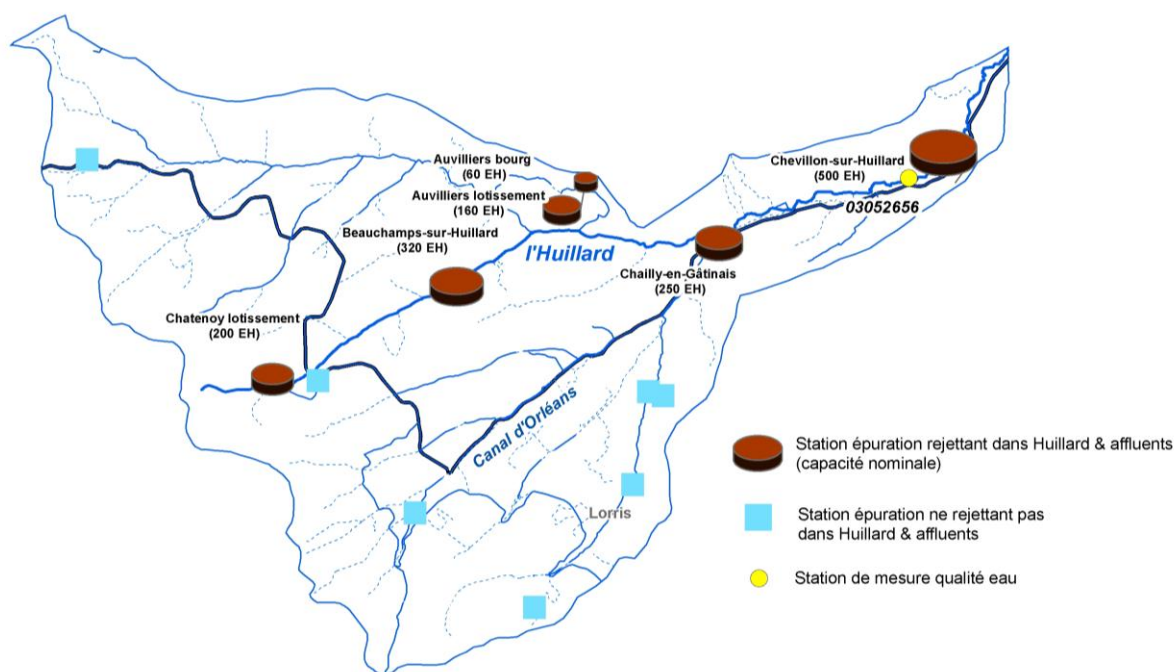 Auvilliers bourg
(60 EH)
Auvilliers lotissement
(160 EH)
Chevillon-sur-Huillard
(500 EH)
03052656
Beauchamps-sur-Huillard
(320 EH)
l'Huillard
Chailly-en-Gâtinais
(250 EH)
Chatenoy lotissement
(200 EH)
Canal d'Orléans
Lorris
Station épuration rejettant dans Huillard & affluents
(capacité nominale)
Station épuration ne rejettant pas
dans Huillard & affluents
Station de mesure qualité eau